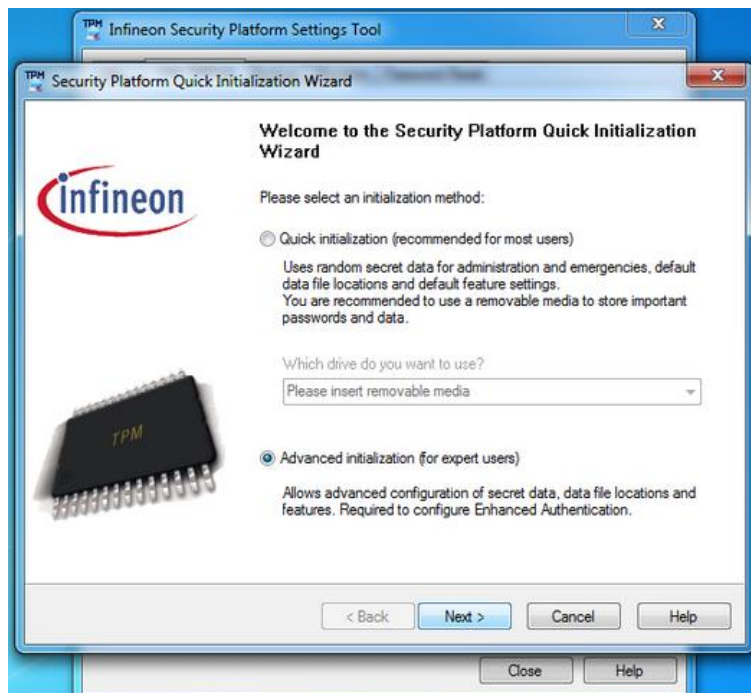 TPM Infineon Security Platform Settings Tool
TPM Security Platform Quick Initialization Wizard
Welcome to the Security Platform Quick Initialization
Wizard
infineon
Please select an initialization method:
Quick initialization (recommended for most users)
Uses random secret data for administration and emergencies, default
data file locations and default feature settings.
You are recommended to use a removable media to store important
passwords and data.
Which drive do you want to use?
Please insert removable media
TPM
Advanced initialization (for expert users)
Allows advanced configuration of secret data, data file locations and
features. Required to configure Enhanced Authentication.
< Back
Next >
Cancel
Help
Close
Help